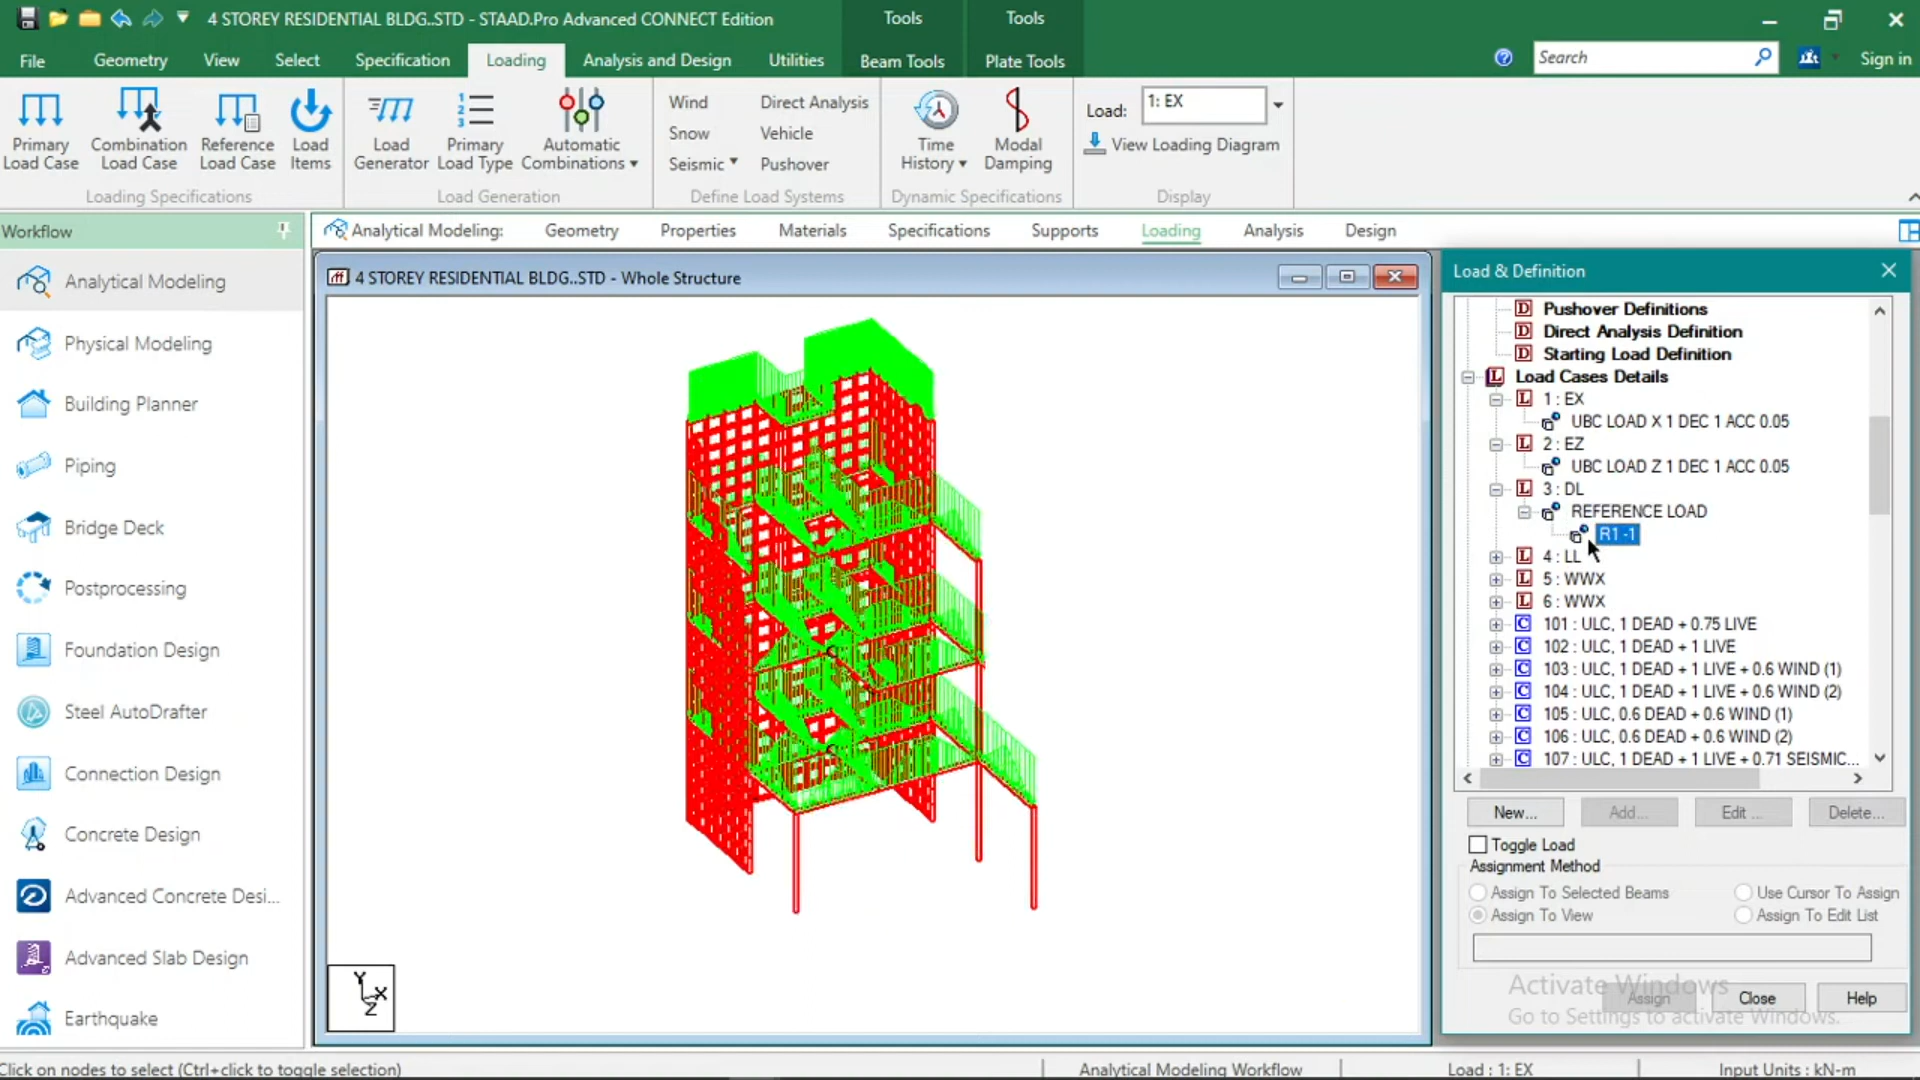 4 STOREY RESIDENTIAL BLDG..STD - STAAD.Pro Advanced CONNECT Edition
Tools
Tools
File
Geometry
View
Select
Specification
Loading
Analysis and Design
Utilities
Beam Tools
Plate Tools
Search
Sign in
Primary Load Case
Combination Load Case
Reference Load Case
Load Items
Loading Specifications
Load Generator
Primary Load Type
Automatic Combinations
Load Generation
Wind
Snow
Seismic
Direct Analysis
Vehicle
Pushover
Define Load Systems
Time History
Modal Damping
Dynamic Specifications
Load: 1: EX
View Loading Diagram
Display
Workflow
Analytical Modeling
Physical Modeling
Building Planner
Piping
Bridge Deck
Postprocessing
Foundation Design
Steel AutoDrafter
Connection Design
Concrete Design
Advanced Concrete Desi...
Advanced Slab Design
Earthquake
Analytical Modeling:
Geometry
Properties
Materials
Specifications
Supports
Loading
Analysis
Design
4 STOREY RESIDENTIAL BLDG..STD - Whole Structure
Y
X
Z
Load & Definition
Pushover Definitions
Direct Analysis Definition
Starting Load Definition
Load Cases Details
1 : EX
UBC LOAD X 1 DEC 1 ACC 0.05
2 : EZ
UBC LOAD Z 1 DEC 1 ACC 0.05
3 : DL
REFERENCE LOAD
R1 -1
4 : LL
5 : WWX
6 : WWX
101 : ULC, 1 DEAD + 0.75 LIVE
102 : ULC, 1 DEAD + 1 LIVE
103 : ULC, 1 DEAD + 1 LIVE + 0.6 WIND (1)
104 : ULC, 1 DEAD + 1 LIVE + 0.6 WIND (2)
105 : ULC, 0.6 DEAD + 0.6 WIND (1)
106 : ULC, 0.6 DEAD + 0.6 WIND (2)
107 : ULC, 1 DEAD + 1 LIVE + 0.71 SEISMIC...
New...
Add...
Edit ...
Delete...
Toggle Load
Assignment Method
Assign To Selected Beams
Use Cursor To Assign
Assign To View
Assign To Edit List
Activate Windows
Go to Settings to activate Windows.
Assign
Close
Help
Click on nodes to select (Ctrl+click to toggle selection)
Analytical Modeling Workflow
Load : 1: EX
Input Units : kN-m